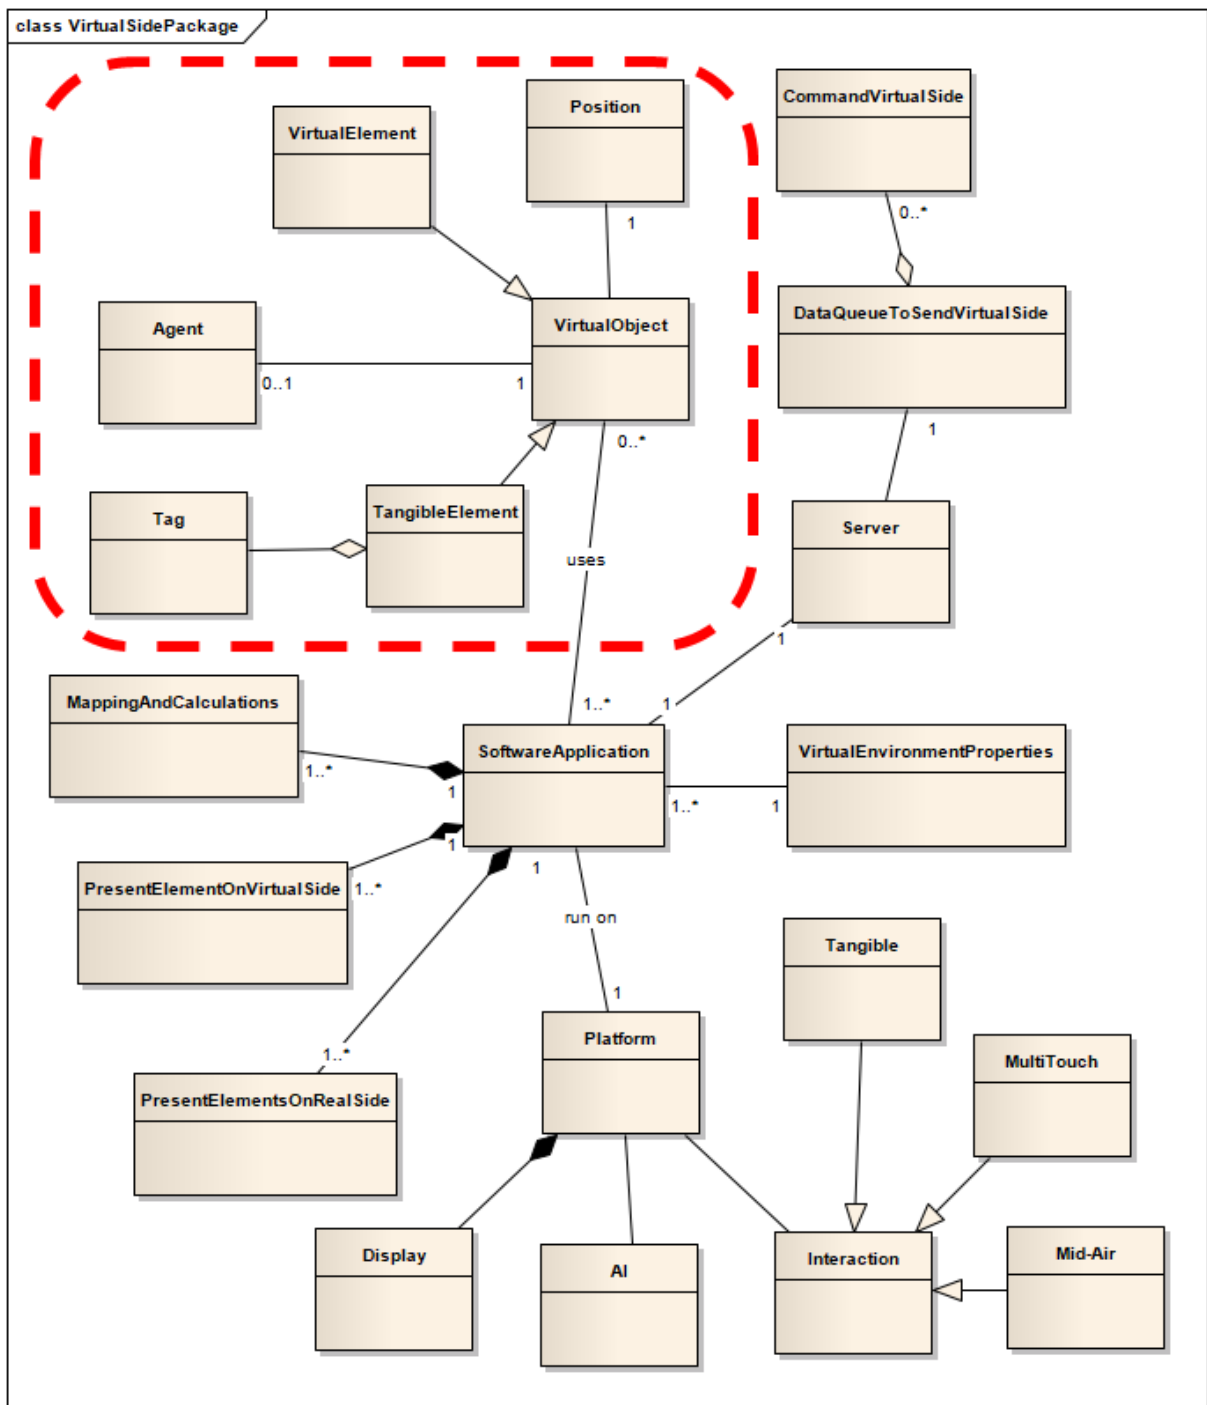 class VirtualSidePackage
Position
CommandVirtualSide
VirtualElement
1
0..*
Agent
VirtualObject
DataQueueToSendVirtualSide
0..1
1
0..*
1
Tag
TangibleElement
Server
uses
1
MappingAndCalculations
1..*
1
SoftwareApplication
VirtualEnvironmentProperties
1..*
1
1..*
1
1
PresentElementOnVirtualSide
1..*
1
run on
Tangible
1
Platform
1..*
MultiTouch
PresentElementsOnRealSide
Display
AI
Interaction
Mid-Air